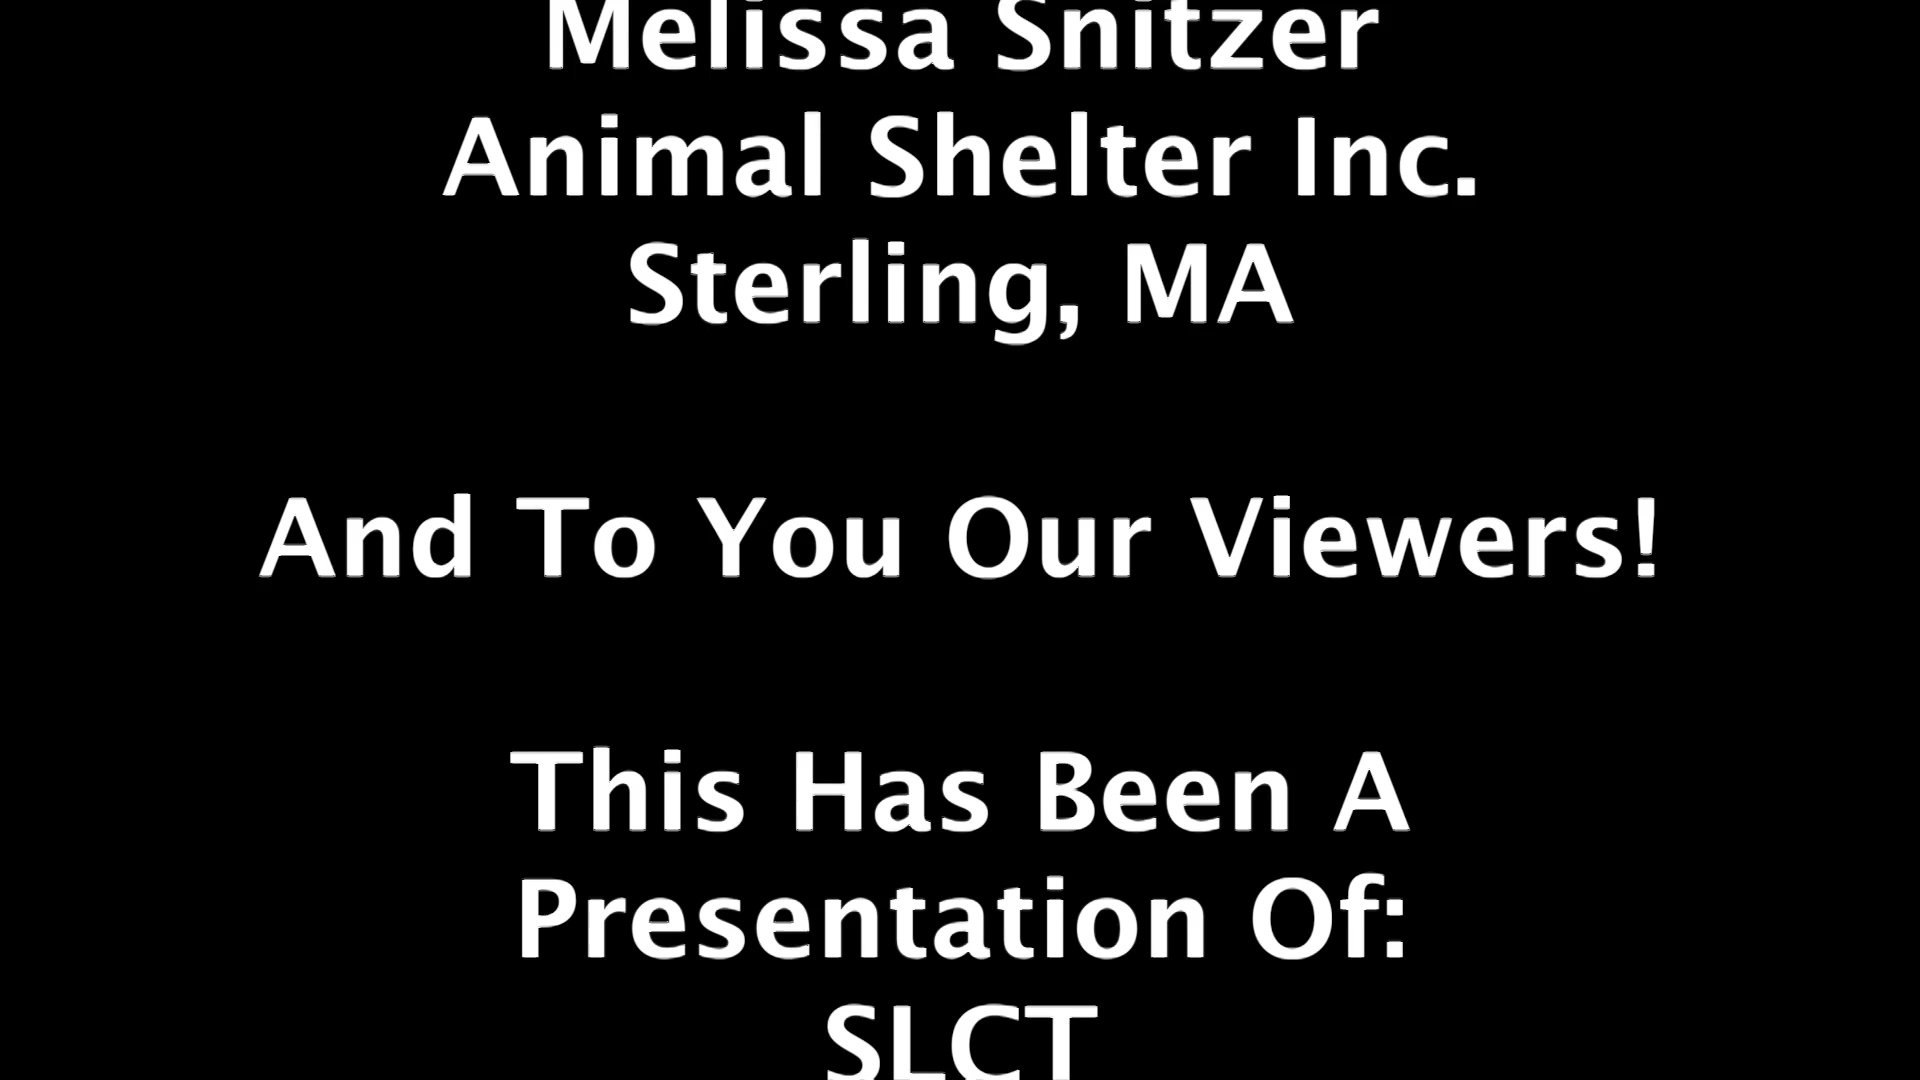 Melissa Snitzer
Animal Shelter Inc.
Sterling, MA
And To You Our Viewers!
This Has Been A
Presentation Of:
SLCT